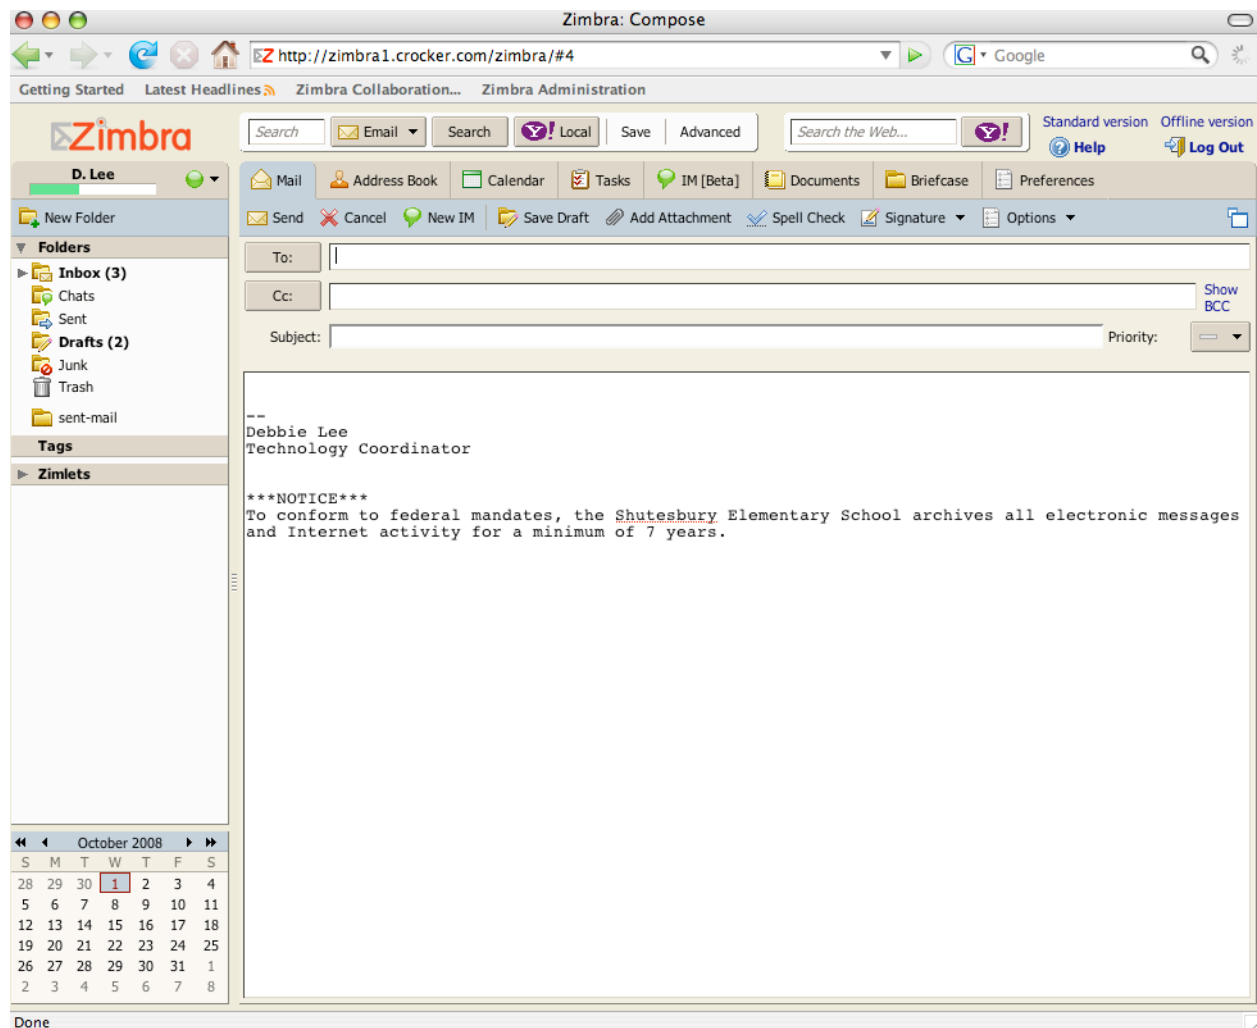 Zimbra: Compose
http://zimbra1.crocker.com/zimbra/#4
G Google
Getting Started Latest Headlines Zimbra Collaboration... Zimbra Administration
Zimbra
Search Email Search Y! Local Save Advanced Search the Web... Y! Standard version Offline version
Help Log Out
D. Lee
Mail Address Book Calendar Tasks IM [Beta] Documents Briefcase Preferences
New Folder
Send Cancel New IM Save Draft Add Attachment Spell Check Signature Options
Folders
Inbox (3)
Chats
Sent
Drafts (2)
Junk
Trash
sent-mail
Tags
Zimlets
To:
Cc:
Show
BCC
Subject: Priority:
--
Debbie Lee
Technology Coordinator
***NOTICE***
To conform to federal mandates, the Shutesbury Elementary School archives all electronic messages
and Internet activity for a minimum of 7 years.
October 2008
S M T W T F S
28 29 30 1 2 3 4
5 6 7 8 9 10 11
12 13 14 15 16 17 18
19 20 21 22 23 24 25
26 27 28 29 30 31 1
2 3 4 5 6 7 8
Done